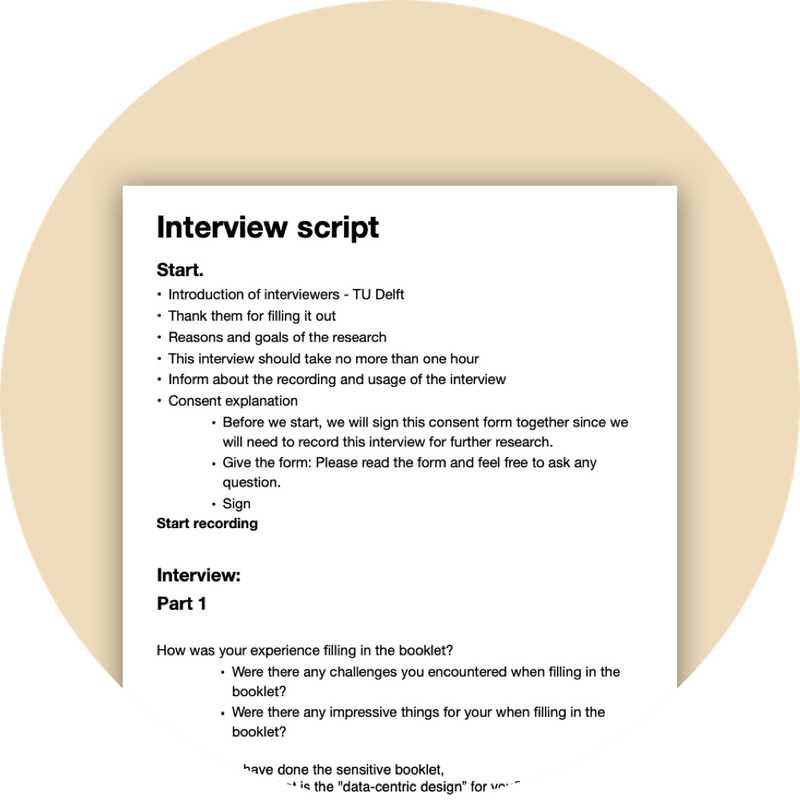 Interview script
Start.
• Introduction of interviewers - TU Delft
• Thank them for filling it out
• Reasons and goals of the research
• This interview should take no more than one hour
• Inform about the recording and usage of the interview
• Consent explanation
• Before we start, we will sign this consent form together since we
will need to record this interview for further research.
• Give the form: Please read the form and feel free to ask any
question.
• Sign
Start recording
Interview:
Part 1
How was your experience filling in the booklet?
• Were there any challenges you encountered when filling in the
booklet?
• Were there any impressive things for your when filling in the
booklet?
have done the sensitive booklet,
is the "data-centric design” for you?